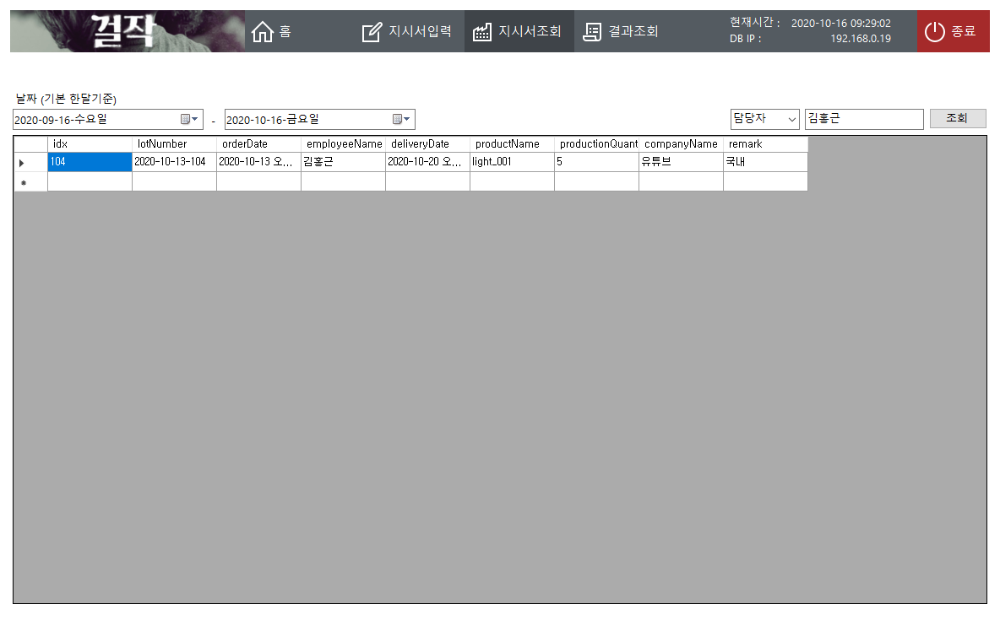 걸작 홈 지시서입력 지시서조회 결과조회 현재시간 : 2020-10-16 09:29:02 종료
DB IP : 192.168.0.19
날짜 (기본 한달기준)
2020-09-16-수요일 - 2020-10-16-금요일 담당자 김홍근 조회
idx lotNumber orderDate employeeName deliveryDate productName productionQuant companyName remark
104 2020-10-13-104 2020-10-13 오... 김홍근 2020-10-20 오... light_001 5 유튜브 국내